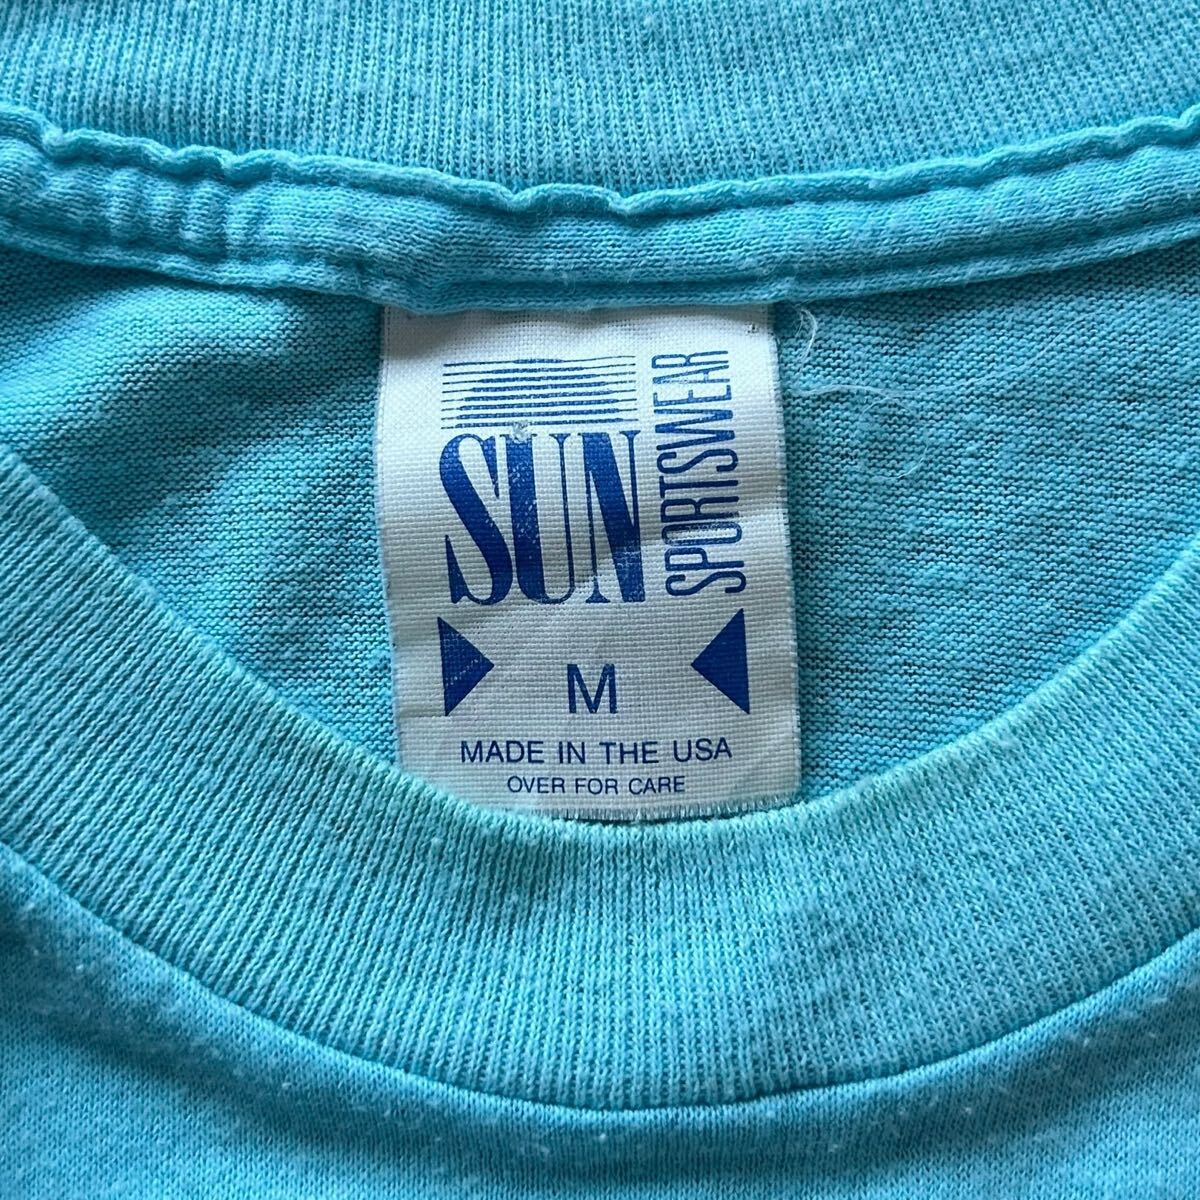 SUN
SPORTSWEAR
M
MADE IN THE USA
OVER FOR CARE